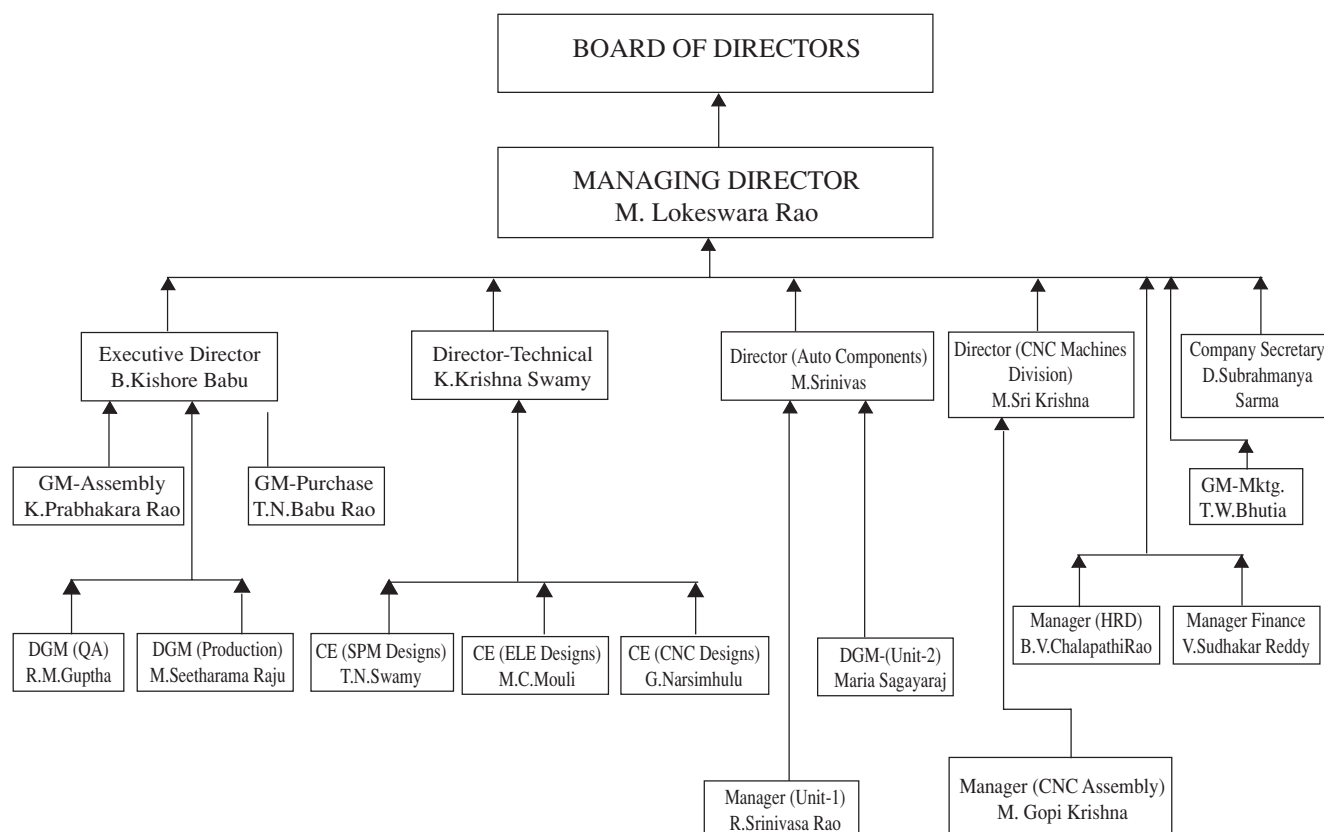 BOARD OF DIRECTORS
MANAGING DIRECTOR
M. Lokeswara Rao
Executive Director
B.Kishore Babu
Director-Technical
K.Krishna Swamy
Director (Auto Components)
M.Srinivas
Director (CNC Machines
Division)
M.Sri Krishna
Company Secretary
D.Subrahmanya
Sarma
GM-Assembly
K.Prabhakara Rao
GM-Purchase
T.N.Babu Rao
GM-Mktg.
T.W.Bhutia
DGM (QA)
R.M.Guptha
DGM (Production)
M.Seetharama Raju
CE (SPM Designs)
T.N.Swamy
CE (ELE Designs)
M.C.Mouli
CE (CNC Designs)
G.Narsimhulu
DGM-(Unit-2)
Maria Sagayaraj
Manager (HRD)
B.V.ChalapathiRao
Manager Finance
V.Sudhakar Reddy
Manager (Unit-1)
R.Srinivasa Rao
Manager (CNC Assembly)
M. Gopi Krishna